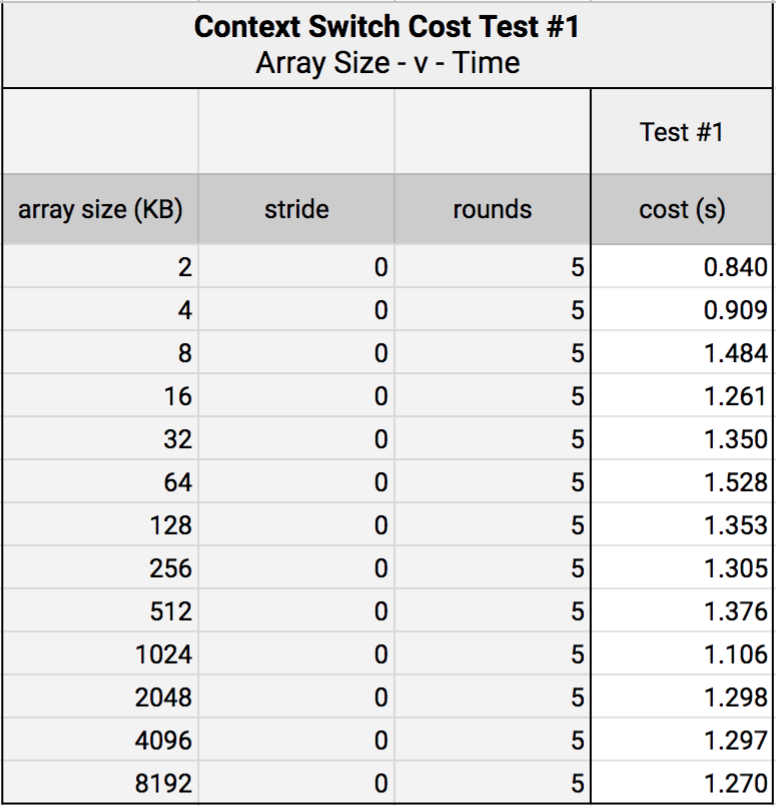 Context Switch Cost Test #1
Array Size - v - Time
Test #1
array size (KB) stride rounds cost (s)
2 0 5 0.840
4 0 5 0.909
8 0 5 1.484
16 0 5 1.261
32 0 5 1.350
64 0 5 1.528
128 0 5 1.353
256 0 5 1.305
512 0 5 1.376
1024 0 5 1.106
2048 0 5 1.298
4096 0 5 1.297
8192 0 5 1.270